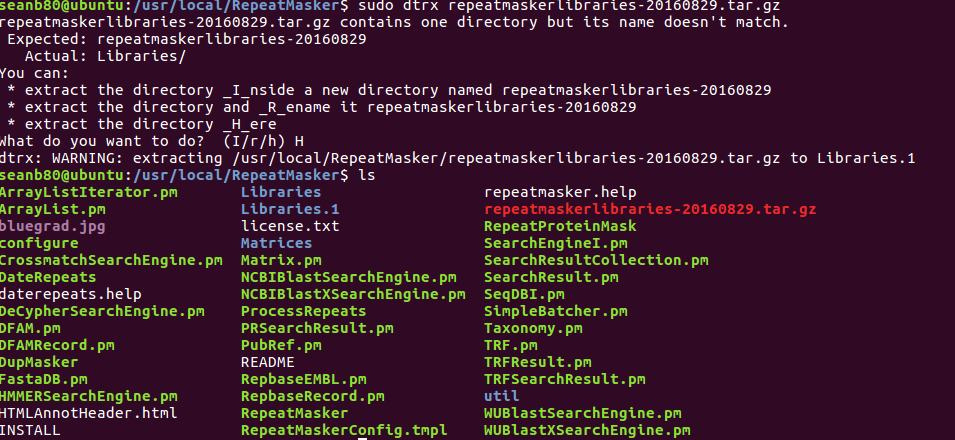 seanb80@ubuntu:/usr/local/RepeatMasker$ sudo dtrx repeatmaskerlibraries-20160829.tar.gz
repeatmaskerlibraries-20160829.tar.gz contains one directory but its name doesn't match.
 Expected: repeatmaskerlibraries-20160829
   Actual: Libraries/
You can:
 * extract the directory _I_nside a new directory named repeatmaskerlibraries-20160829
 * extract the directory and _R_ename it repeatmaskerlibraries-20160829
 * extract the directory _H_ere
What do you want to do?  (I/r/h) H
dtrx: WARNING: extracting /usr/local/RepeatMasker/repeatmaskerlibraries-20160829.tar.gz to Libraries.1
seanb80@ubuntu:/usr/local/RepeatMasker$ ls
ArrayListIterator.pm Libraries repeatmasker.help
ArrayList.pm Libraries.1 repeatmaskerlibraries-20160829.tar.gz
bluegrad.jpg license.txt RepeatProteinMask
configure Matrices SearchEngineI.pm
CrossmatchSearchEngine.pm Matrix.pm SearchResultCollection.pm
DateRepeats NCBIBlastSearchEngine.pm SearchResult.pm
daterepeats.help NCBIBlastXSearchEngine.pm SeqDBI.pm
DeCypherSearchEngine.pm ProcessRepeats SimpleBatcher.pm
DFAM.pm PRSearchResult.pm Taxonomy.pm
DFAMRecord.pm PubRef.pm TRF.pm
DupMasker README TRFResult.pm
FastaDB.pm RepbaseEMBL.pm TRFSearchResult.pm
HMMERSearchEngine.pm RepbaseRecord.pm util
HTMLAnnotHeader.html RepeatMasker WUBlastSearchEngine.pm
INSTALL RepeatMaskerConfig.tmpl WUBlastXSearchEngine.pm